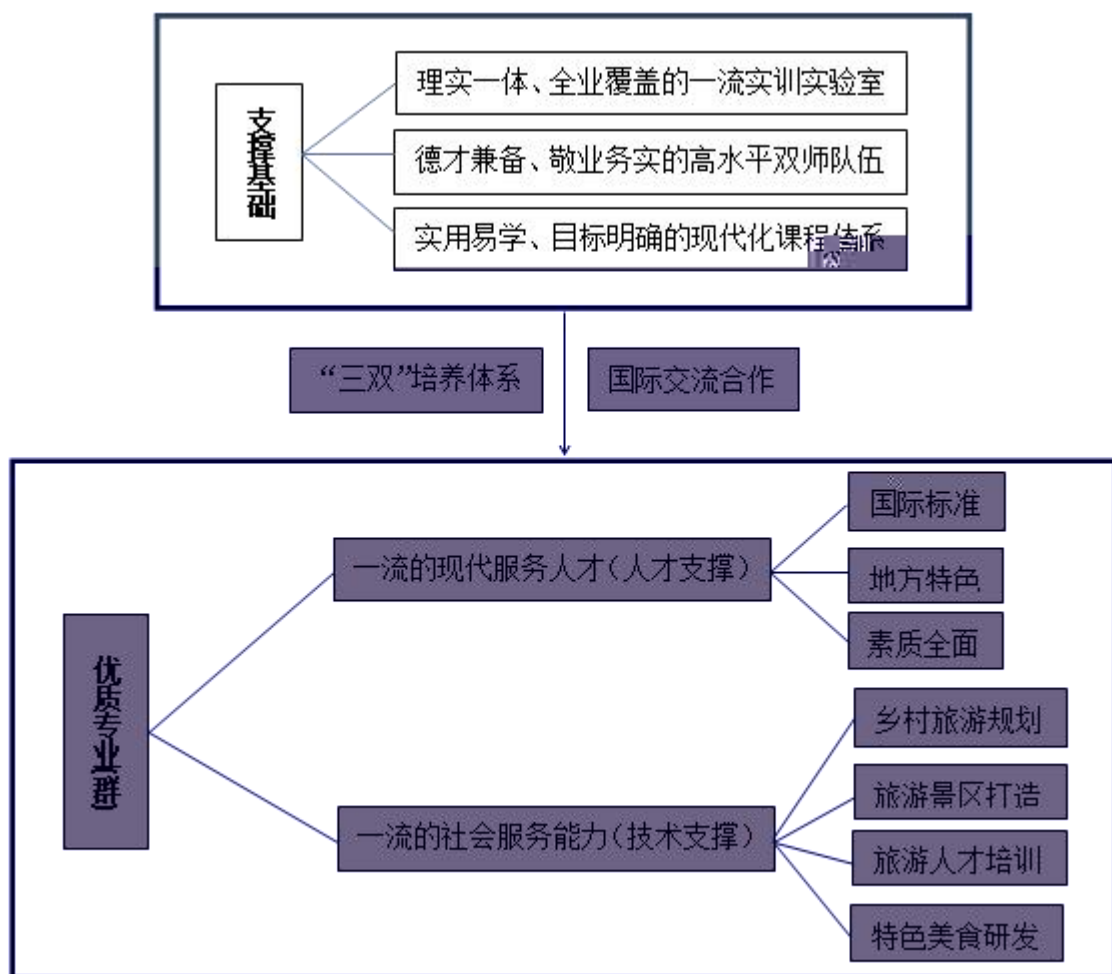 支撑基础
理实一体、全业覆盖的一流实训实验室
德才兼备、敬业务实的高水平双师队伍
实用易学、目标明确的现代化课程体系
“三双”培养体系
国际交流合作
优质专业(群)
一流的现代服务人才（人才支撑）
国际标准
地方特色
素质全面
一流的社会服务能力（技术支撑）
乡村旅游规划
旅游景区打造
旅游人才培训
特色美食研发